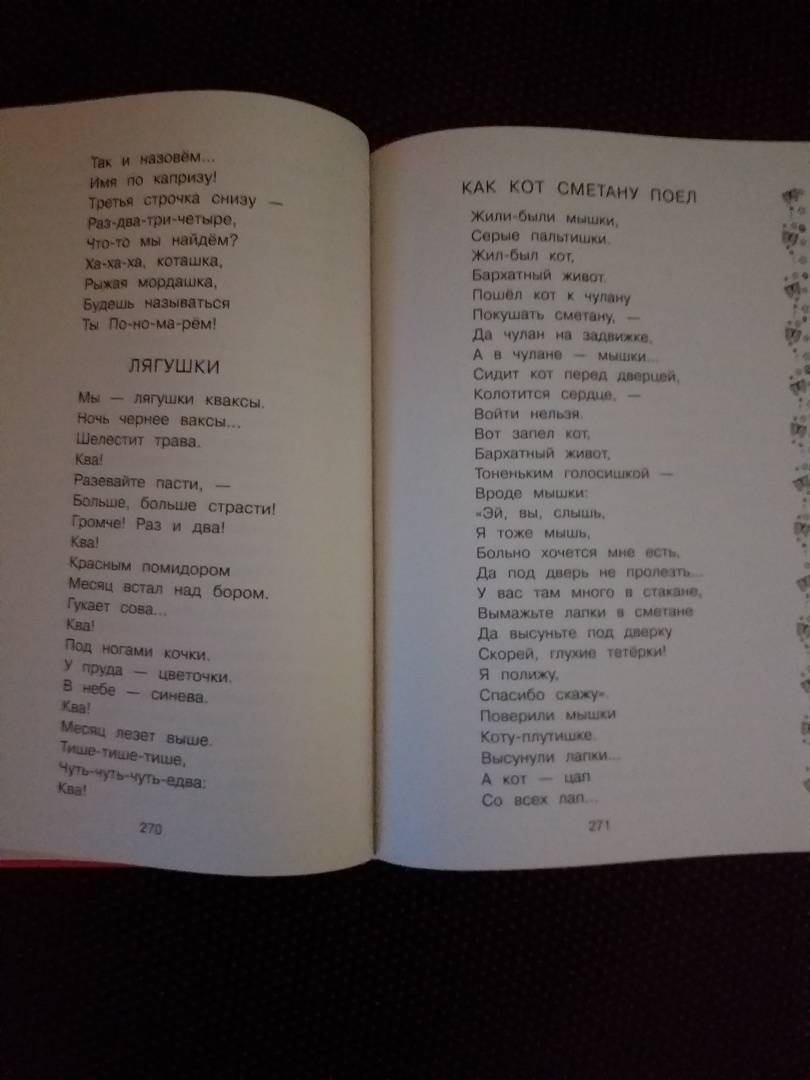 Так и назовём...
Имя по капризу!
Третья строчка снизу —
Раз-два-три-четыре,
Что-то мы найдём?
Ха-ха-ха, коташка,
Рыжая мордашка,
Будешь называться
Ты По-но-ма-рём!
ЛЯГУШКИ
Мы — лягушки кваксы.
Ночь чернее ваксы...
Шелестит трава.
Ква!
Разевайте пасти, —
Больше, больше страсти!
Громче! Раз и два!
Ква!
Красным помидором
Месяц встал над бором.
Гукает сова...
Ква!
Под ногами кочки.
У пруда — цветочки.
В небе — синева.
Ква!
Месяц лезет выше.
Тише-тише-тише,
Чуть-чуть-чуть-едва:
Ква!
270
КАК КОТ СМЕТАНУ ПОЕЛ
Жили-были мышки,
Серые пальтишки.
Жил-был кот,
Бархатный живот.
Пошёл кот к чулану
Покушать сметану, —
Да чулан на задвижке,
А в чулане — мышки...
Сидит кот перед дверцей,
Колотится сердце, —
Войти нельзя.
Вот запел кот,
Бархатный живот,
Тоненьким голосишкой —
Вроде мышки:
«Эй, вы, слышь,
Я тоже мышь,
Больно хочется мне есть,
Да под дверь не пролезть...
У вас там много в стакане,
Вымажьте лапки в сметане
Да высуньте под дверку
Скорей, глухие тетёрки!
Я полижу,
Спасибо скажу».
Поверили мышки
Коту-плутишке.
Высунули лапки...
А кот — цап
Со всех лап...
271